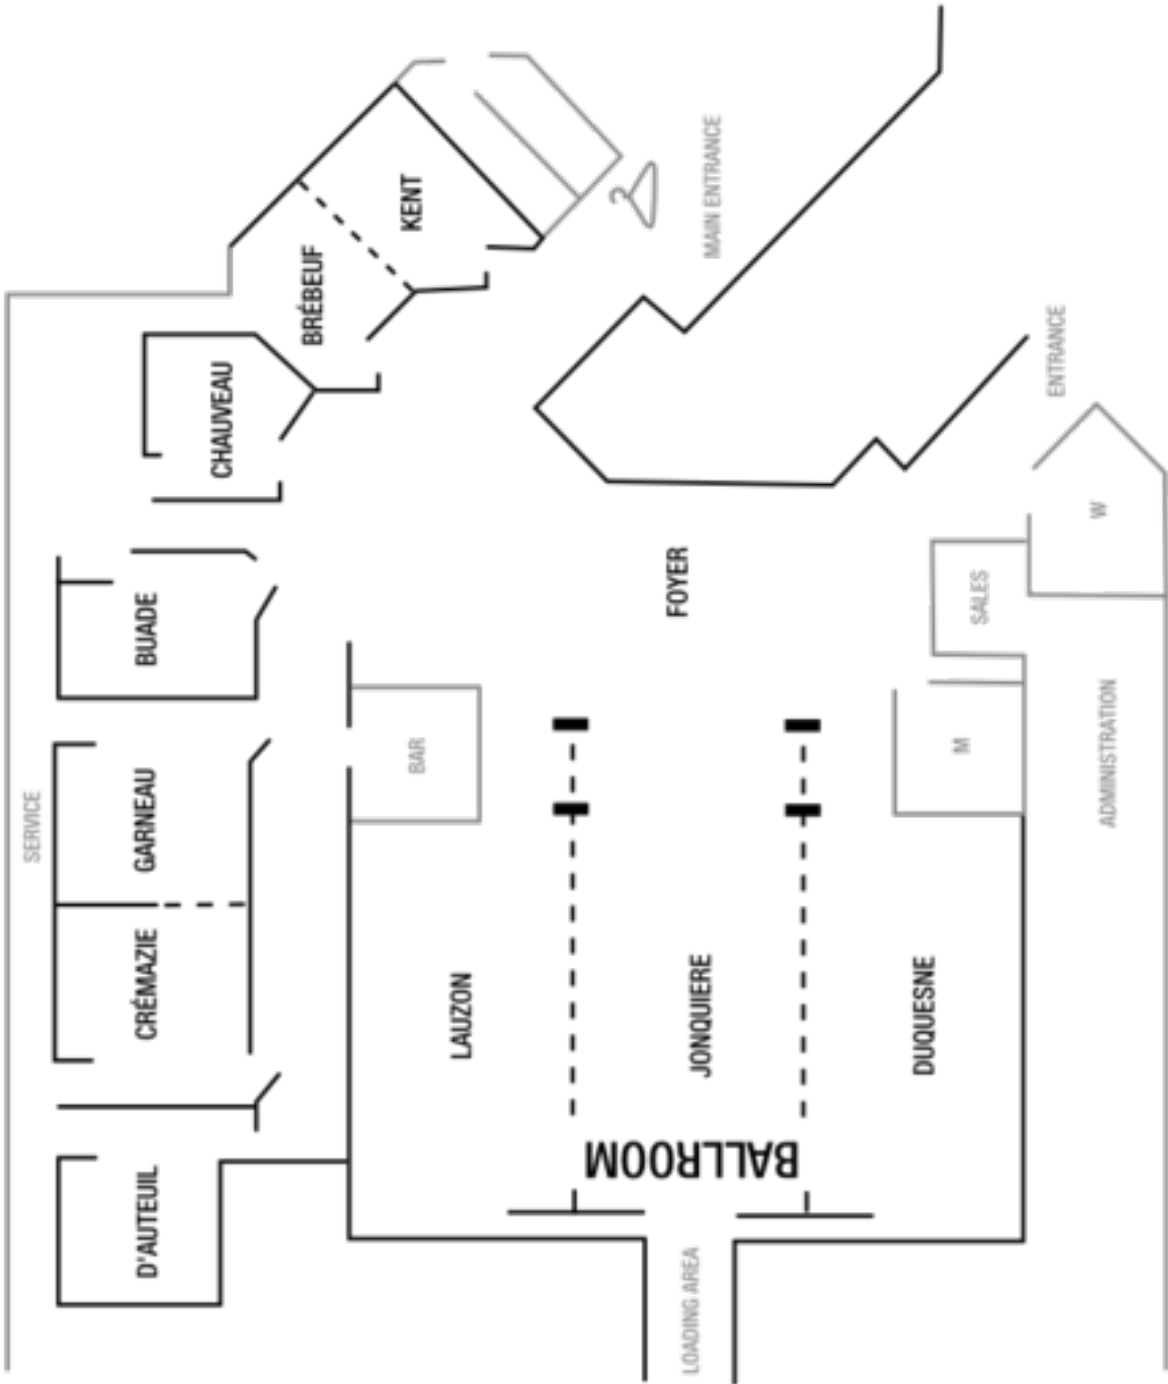 KENT
MAIN ENTRANCE
BRÉBEUF
ENTRANCE
CHAUVEAU
W
FOYER
SALES
BUADE
BAR
M
ADMINISTRATION
SERVICE
GARNEAU
CRÉMAZIE
LAUZON
JONQUIERE
DUQUESNE
BALLROOM
D'AUTEUIL
LOADING AREA